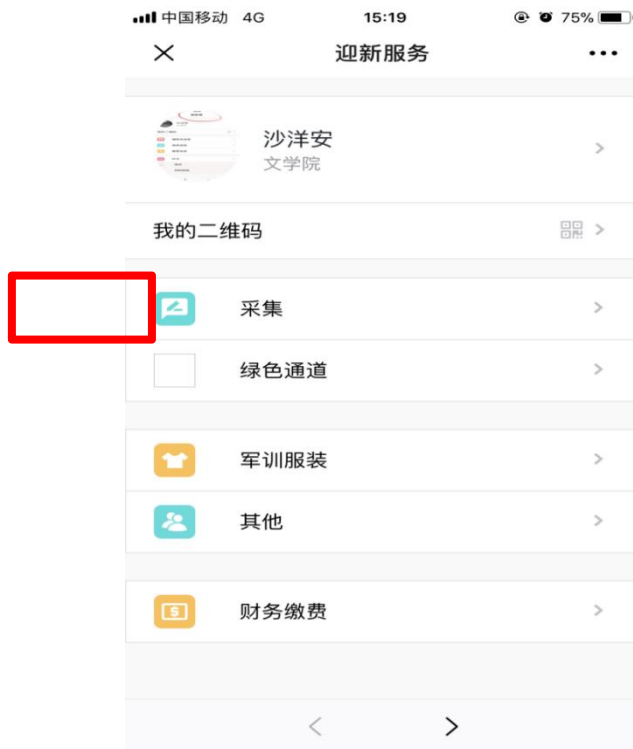 中国移动 4G 15:19 75%
迎新服务
沙洋安
文学院
我的二维码
采集
绿色通道
军训服装
其他
财务缴费